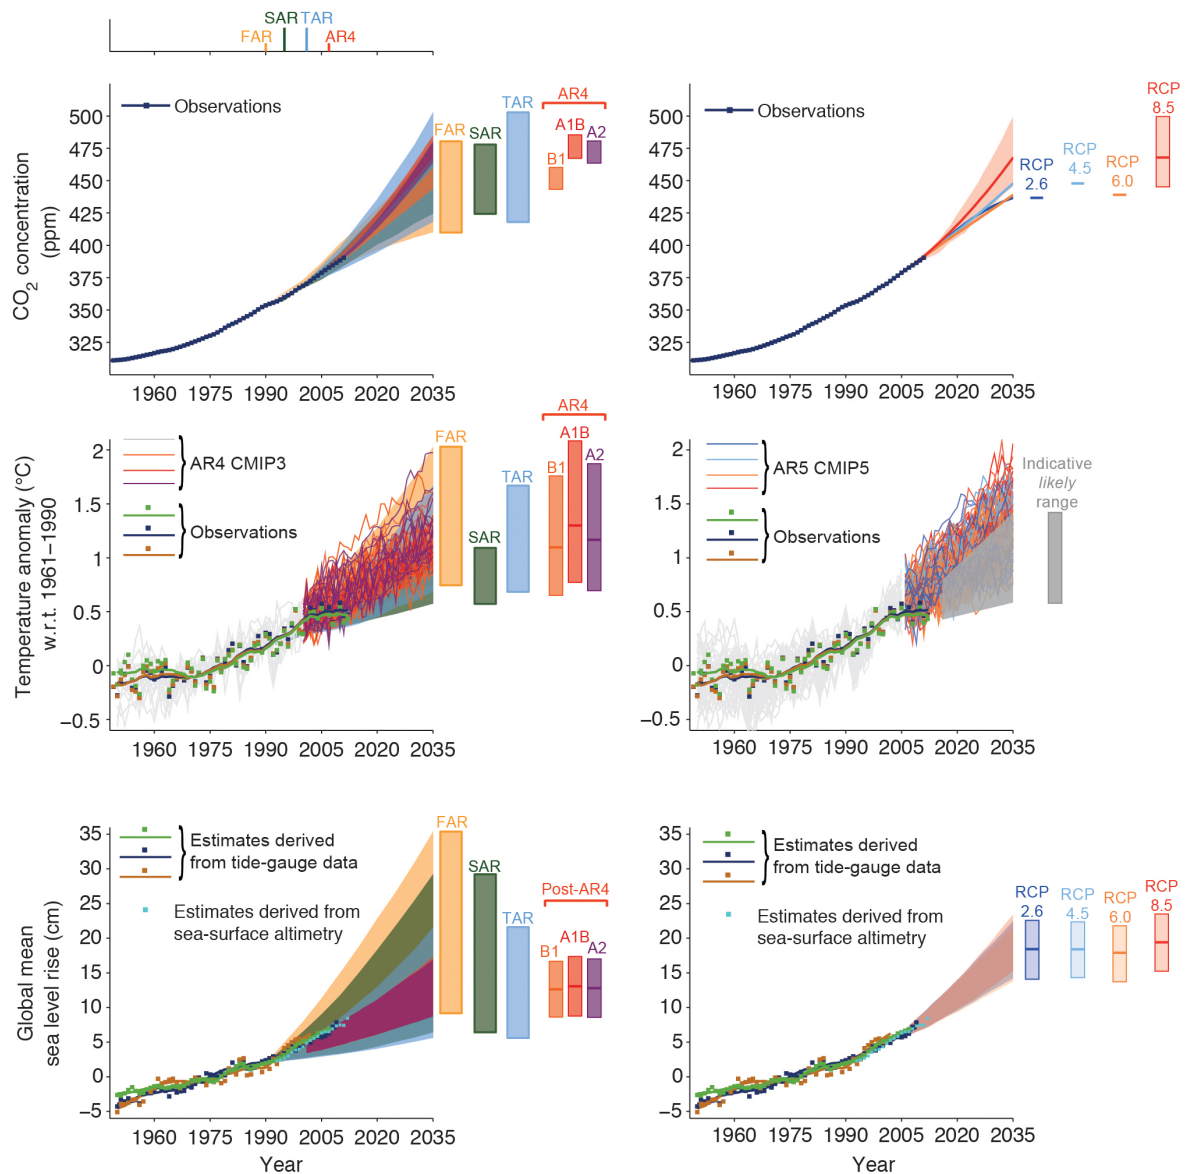 SAR TAR
FAR AR4
500
475
450
425
400
375
350
325
CO2 concentration
(ppm)
Observations
FAR
SAR
TAR
AR4
B1
A1B
A2
1960 1975 1990 2005 2020 2035
500
475
450
425
400
375
350
325
Observations
RCP
2.6
RCP
4.5
RCP
6.0
RCP
8.5
1960 1975 1990 2005 2020 2035
2
1.5
1
0.5
0
−0.5
Temperature anomaly (°C)
w.r.t. 1961–1990
AR4 CMIP3
Observations
FAR
SAR
TAR
AR4
B1
A1B
A2
1960 1975 1990 2005 2020 2035
2
1.5
1
0.5
0
−0.5
AR5 CMIP5
Observations
Indicative
likely
range
1960 1975 1990 2005 2020 2035
35
30
25
20
15
10
5
0
−5
Global mean
sea level rise (cm)
Estimates derived
from tide-gauge data
Estimates derived from
sea-surface altimetry
FAR
SAR
TAR
Post-AR4
B1
A1B
A2
1960 1975 1990 2005 2020 2035
Year
35
30
25
20
15
10
5
0
−5
Estimates derived
from tide-gauge data
Estimates derived from
sea-surface altimetry
RCP
2.6
RCP
4.5
RCP
6.0
RCP
8.5
1960 1975 1990 2005 2020 2035
Year